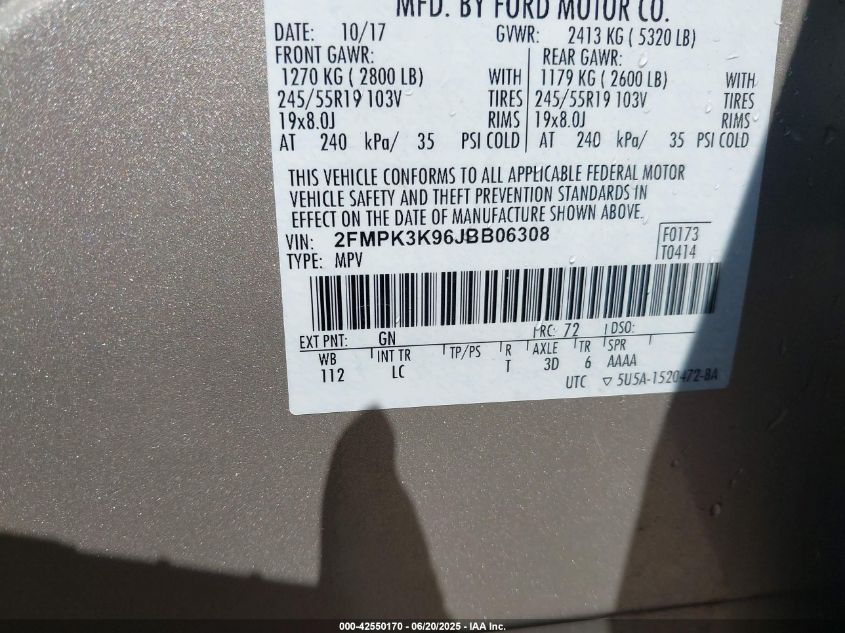 MFD. BY FORD MOTOR CO.
DATE: 10/17 GVWR: 2413 KG ( 5320 LB)
FRONT GAWR: REAR GAWR:
1270 KG ( 2800 LB) WITH 1179 KG ( 2600 LB) WITH
245/55R19 103V TIRES 245/55R19 103V TIRES
19x8.0J RIMS 19x8.0J RIMS
AT 240 kPa/ 35 PSI COLD AT 240 kPa/ 35 PSI COLD
THIS VEHICLE CONFORMS TO ALL APPLICABLE FEDERAL MOTOR
VEHICLE SAFETY AND THEFT PREVENTION STANDARDS IN
EFFECT ON THE DATE OF MANUFACTURE SHOWN ABOVE.
VIN: 2FMPK3K96JBB06308 F0173
TYPE: MPV T0414
EXT PNT: GN RC: 72 DSO:
WB INT TR TP/PS R AXLE TR SPR
112 LC T 3D 6 AAAA
UTC ▽ 5U5A-1520472-BA
000-42550170 - 06/20/2025 - IAA Inc.